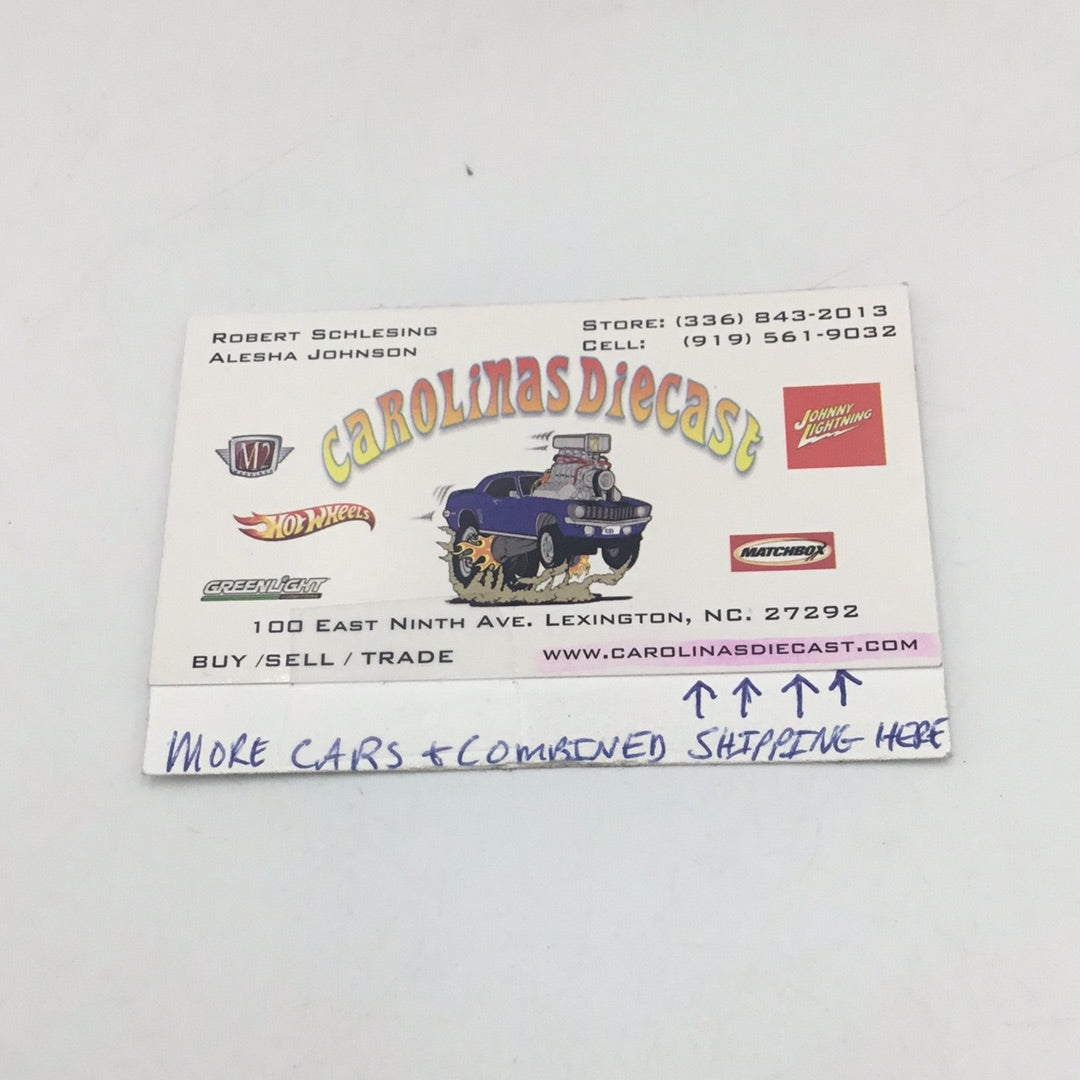 ROBERT SCHLESING
ALESHA JOHNSON
STORE: (336) 843-2013
CELL: (919) 561-9032
CAROLINAS DIECAST
M2
JOHNNY LIGHTNING
HOT WHEELS
MATCHBOX
GREENLIGHT
100 EAST NINTH AVE. LEXINGTON, NC. 27292
BUY /SELL / TRADE
WWW.CAROLINASDIECAST.COM
MORE CARS + COMBINED SHIPPING HERE